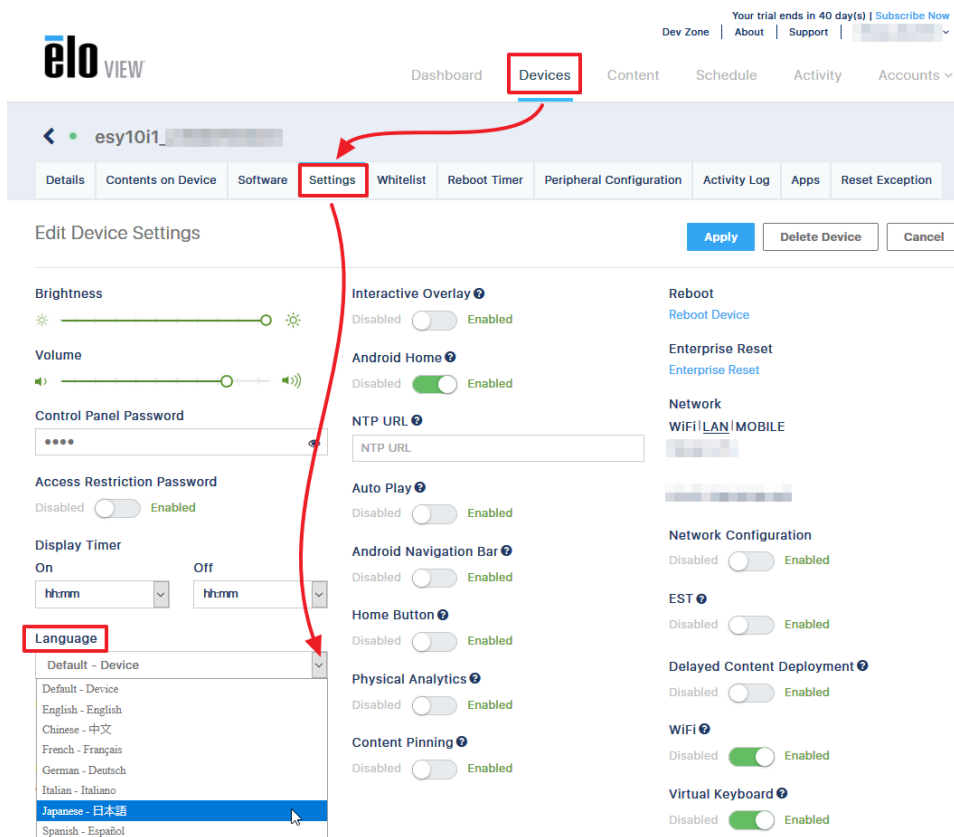 Your trial ends in 40 day(s) | Subscribe Now
Dev Zone | About | Support |
ēlo VIEW
Dashboard Devices Content Schedule Activity Accounts
esy10i1_
Details Contents on Device Software Settings Whitelist Reboot Timer Peripheral Configuration Activity Log Apps Reset Exception
Edit Device Settings
Apply Delete Device Cancel
Brightness
Volume
Control Panel Password
••••
Access Restriction Password
Disabled Enabled
Display Timer
On Off
hh:mm hh:mm
Language
Default - Device
Default - Device
English - English
Chinese - 中文
French - Français
German - Deutsch
Italian - Italiano
Japanese - 日本語
Spanish - Español
Interactive Overlay
Disabled Enabled
Android Home
Disabled Enabled
NTP URL
NTP URL
Auto Play
Disabled Enabled
Android Navigation Bar
Disabled Enabled
Home Button
Disabled Enabled
Physical Analytics
Disabled Enabled
Content Pinning
Disabled Enabled
Reboot
Reboot Device
Enterprise Reset
Enterprise Reset
Network
WiFi | LAN | MOBILE
Network Configuration
Disabled Enabled
EST
Disabled Enabled
Delayed Content Deployment
Disabled Enabled
WiFi
Disabled Enabled
Virtual Keyboard
Disabled Enabled